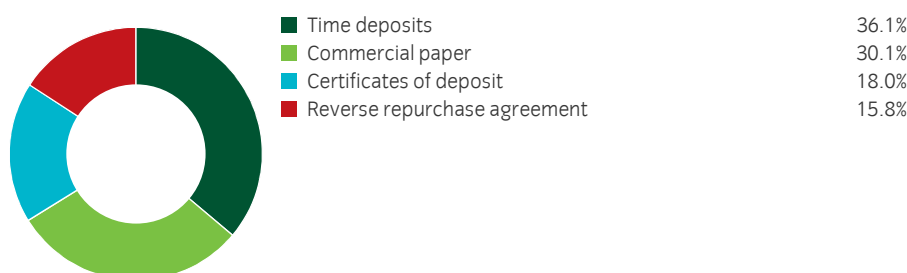 Time deposits 36.1%
Commercial paper 30.1%
Certificates of deposit 18.0%
Reverse repurchase agreement 15.8%